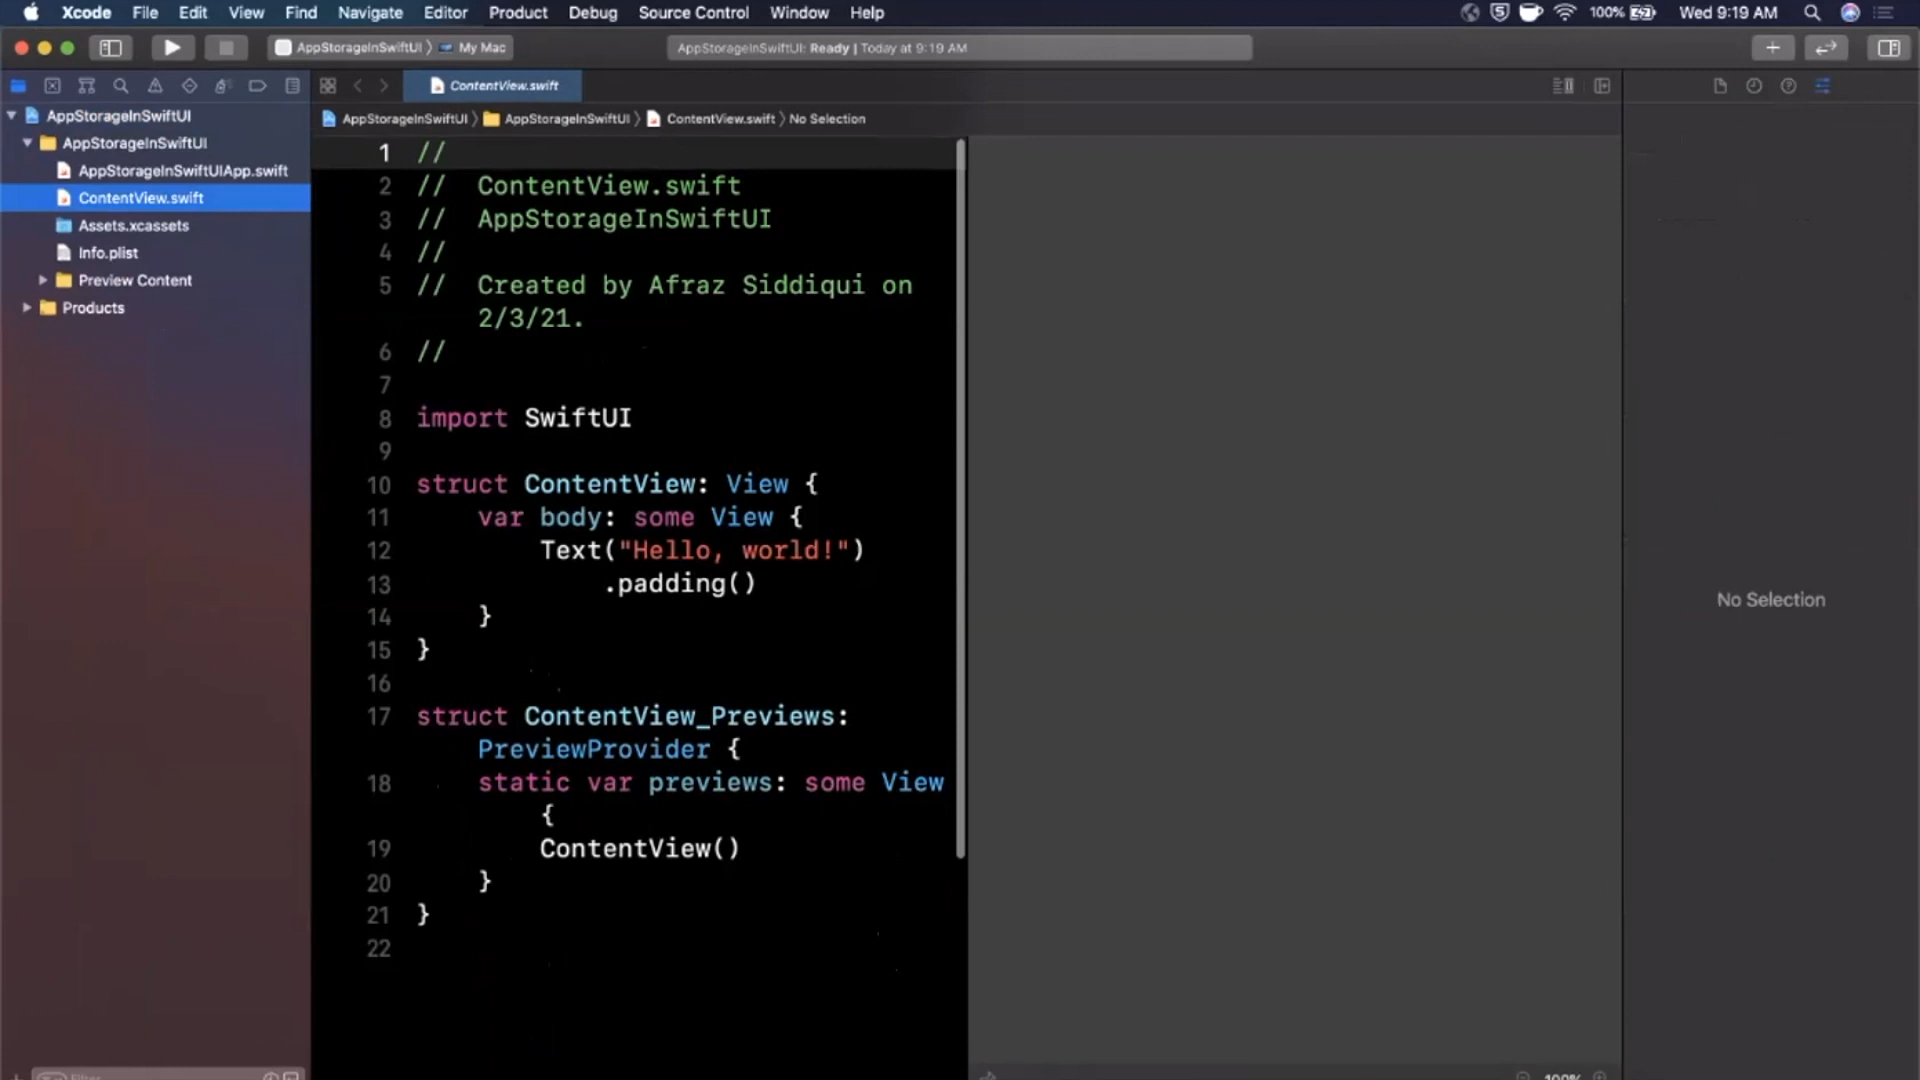 Xcode File Edit View Find Navigate Editor Product Debug Source Control Window Help 100% Wed 9:19 AM
AppStorageInSwiftUI 〉 My Mac
AppStorageInSwiftUI: Ready | Today at 9:19 AM
ContentView.swift
AppStorageInSwiftUI 〉 AppStorageInSwiftUI 〉 ContentView.swift 〉 No Selection
AppStorageInSwiftUI
AppStorageInSwiftUI
AppStorageInSwiftUIApp.swift
ContentView.swift
Assets.xcassets
Info.plist
Preview Content
Products
Filter
1 //
2 //  ContentView.swift
3 //  AppStorageInSwiftUI
4 //
5 //  Created by Afraz Siddiqui on
2/3/21.
6 //
7
8 import SwiftUI
9
10 struct ContentView: View {
11     var body: some View {
12         Text("Hello, world!")
13             .padding()
14     }
15 }
16
17 struct ContentView_Previews:
PreviewProvider {
18     static var previews: some View
{
19         ContentView()
20     }
21 }
22
No Selection
100%